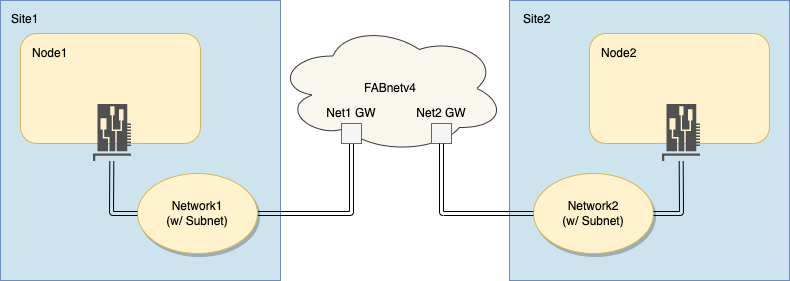 Site1
Node1
Network1
(w/ Subnet)
FABnetv4
Net1 GW
Net2 GW
Site2
Node2
Network2
(w/ Subnet)